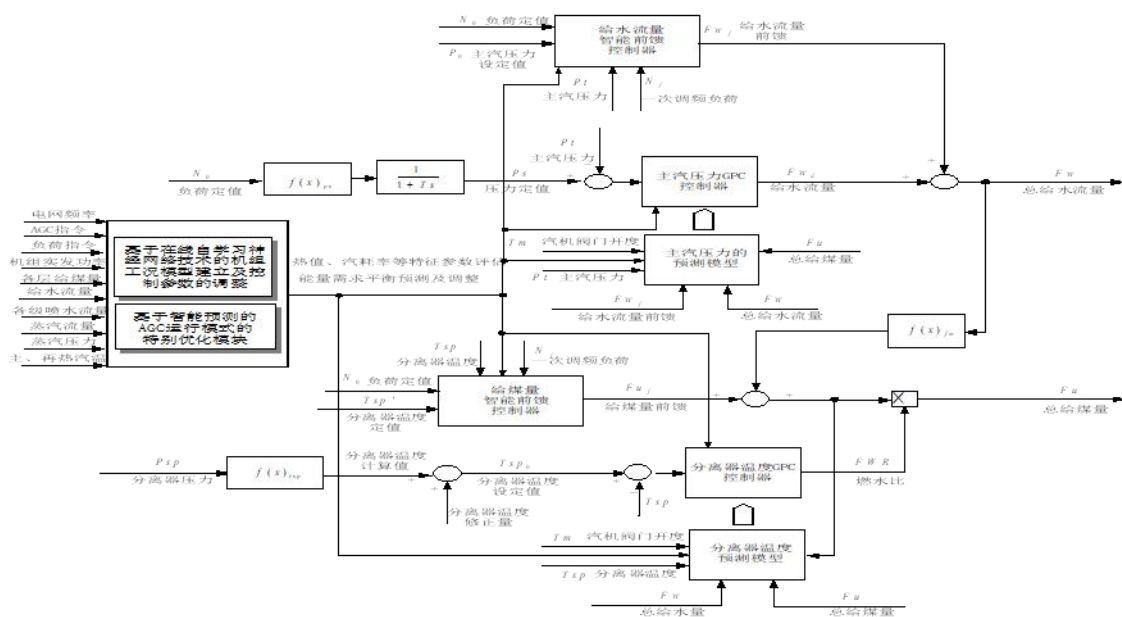 N₀ 负荷定值
P₀ 主汽压力
设定值
给水流量
智能前馈
控制器
Fw_f 给水流量
前馈
Pt
主汽压力
N_f
一次调频负荷
Pt
主汽压力
N₀
负荷定值
f(x)
1
1 + Ts
Ps
压力定值
主汽压力GPC
控制器
给水流量
Fw
总给水流量
电网频率
AGC指令
负荷指令
机组实发功率
各层给煤量
给水流量
各级喷水流量
蒸汽流量
蒸汽压力
主、再热汽温
基于在线自学习神
经网络技术的机组
工况模型建立及控
制参数的调整
基于智能预测的
AGC运行模式的
特别优化模块
热值、汽耗率等特征参数评估
能量需求平衡预测及调整
Tm 汽机阀门开度
Pt 主汽压力
主汽压力的
预测模型
Fu
总给煤量
Fw_f
给水流量前馈
Fw
总给水流量
f(x)
Tsp
分离器温度
N
一次调频负荷
N₀ 负荷定值
Tsp'
分离器温度
定值
给煤量
智能前馈
控制器
Fu_f
给煤量前馈
X
Fu
总给煤量
Psp
分离器压力
f(x)
分离器温度
计算值
分离器温度
修正量
Tsp₀
分离器温度
设定值
Tsp
分离器温度GPC
控制器
FWR
燃水比
Tm 汽机阀门开度
Tsp 分离器温度
分离器温度
预测模型
Fw
总给水量
Fu
总给煤量